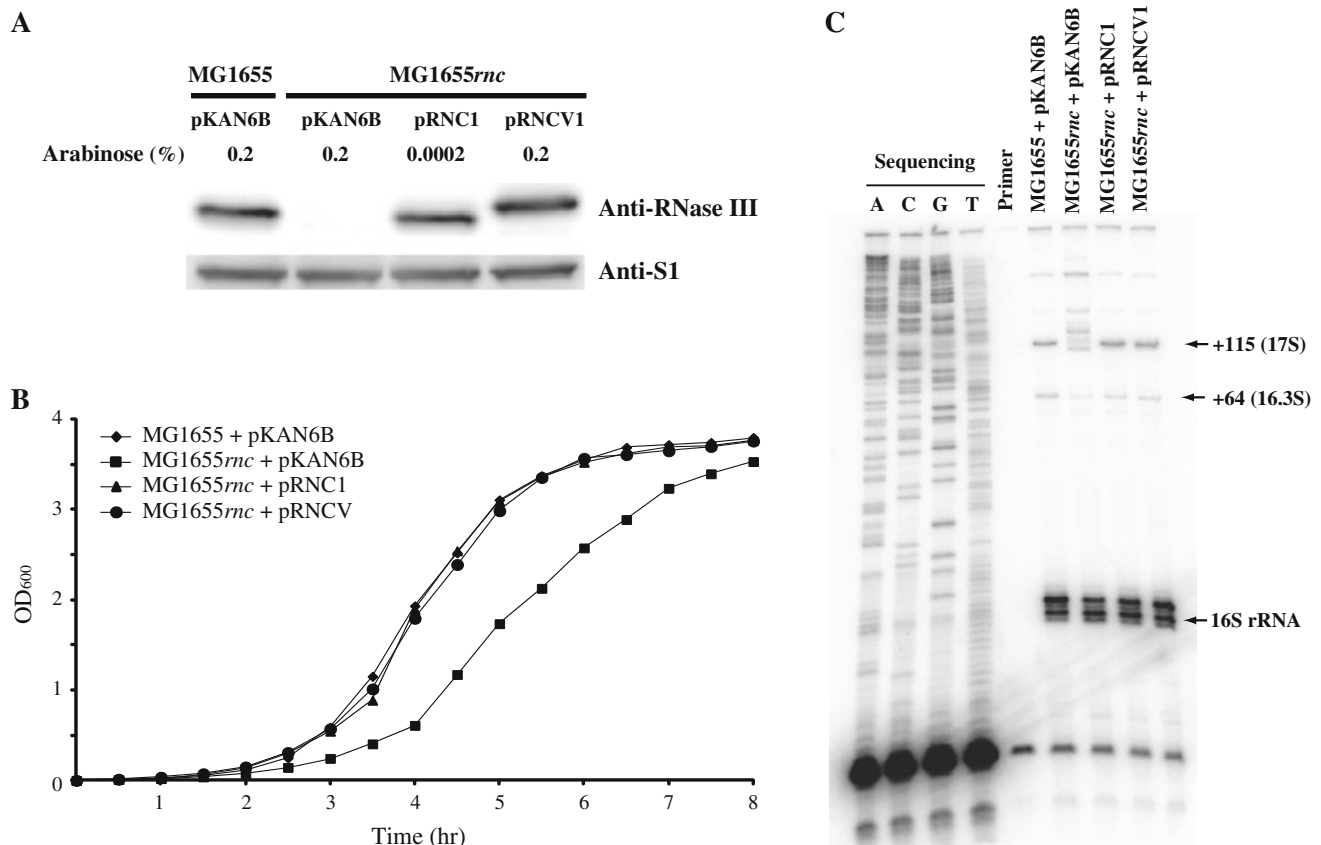 A
MG1655 MG1655rnc
pKAN6B pKAN6B pRNC1 pRNCV1
Arabinose (%) 0.2 0.2 0.0002 0.2
Anti-RNase III
Anti-S1
B
4
3
2
1
0
OD600
MG1655 + pKAN6B
MG1655rnc + pKAN6B
MG1655rnc + pRNC1
MG1655rnc + pRNCV
1 2 3 4 5 6 7 8
Time (hr)
C
Sequencing
A C G T
Primer
MG1655 + pKAN6B
MG1655rnc + pKAN6B
MG1655rnc + pRNC1
MG1655rnc + pRNCV1
+115 (17S)
+64 (16.3S)
16S rRNA